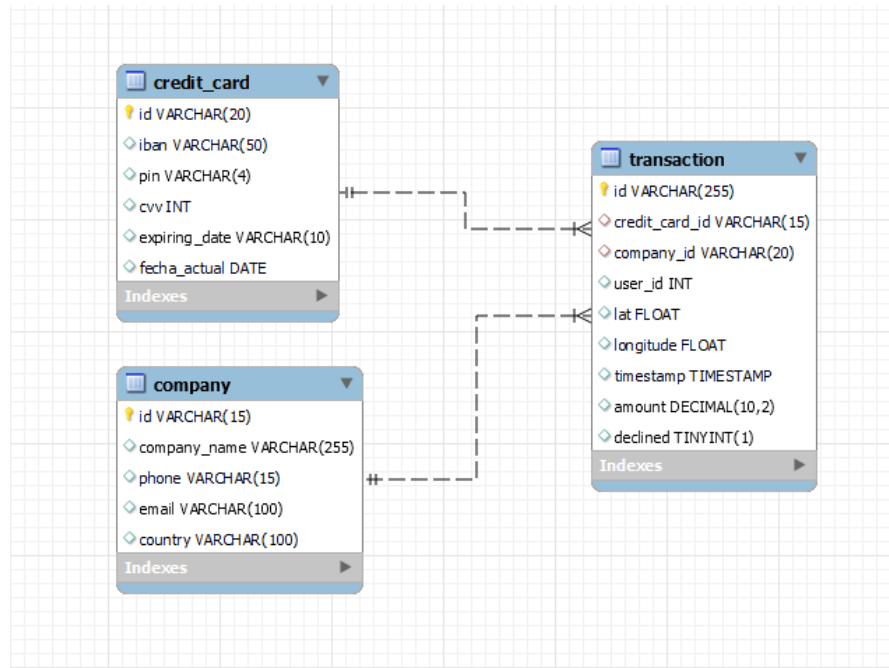 credit_card
id VARCHAR(20)
iban VARCHAR(50)
pin VARCHAR(4)
cvv INT
expiring_date VARCHAR(10)
fecha_actual DATE
Indexes
company
id VARCHAR(15)
company_name VARCHAR(255)
phone VARCHAR(15)
email VARCHAR(100)
country VARCHAR(100)
Indexes
transaction
id VARCHAR(255)
credit_card_id VARCHAR(15)
company_id VARCHAR(20)
user_id INT
lat FLOAT
longitude FLOAT
timestamp TIMESTAMP
amount DECIMAL(10,2)
declined TINYINT(1)
Indexes